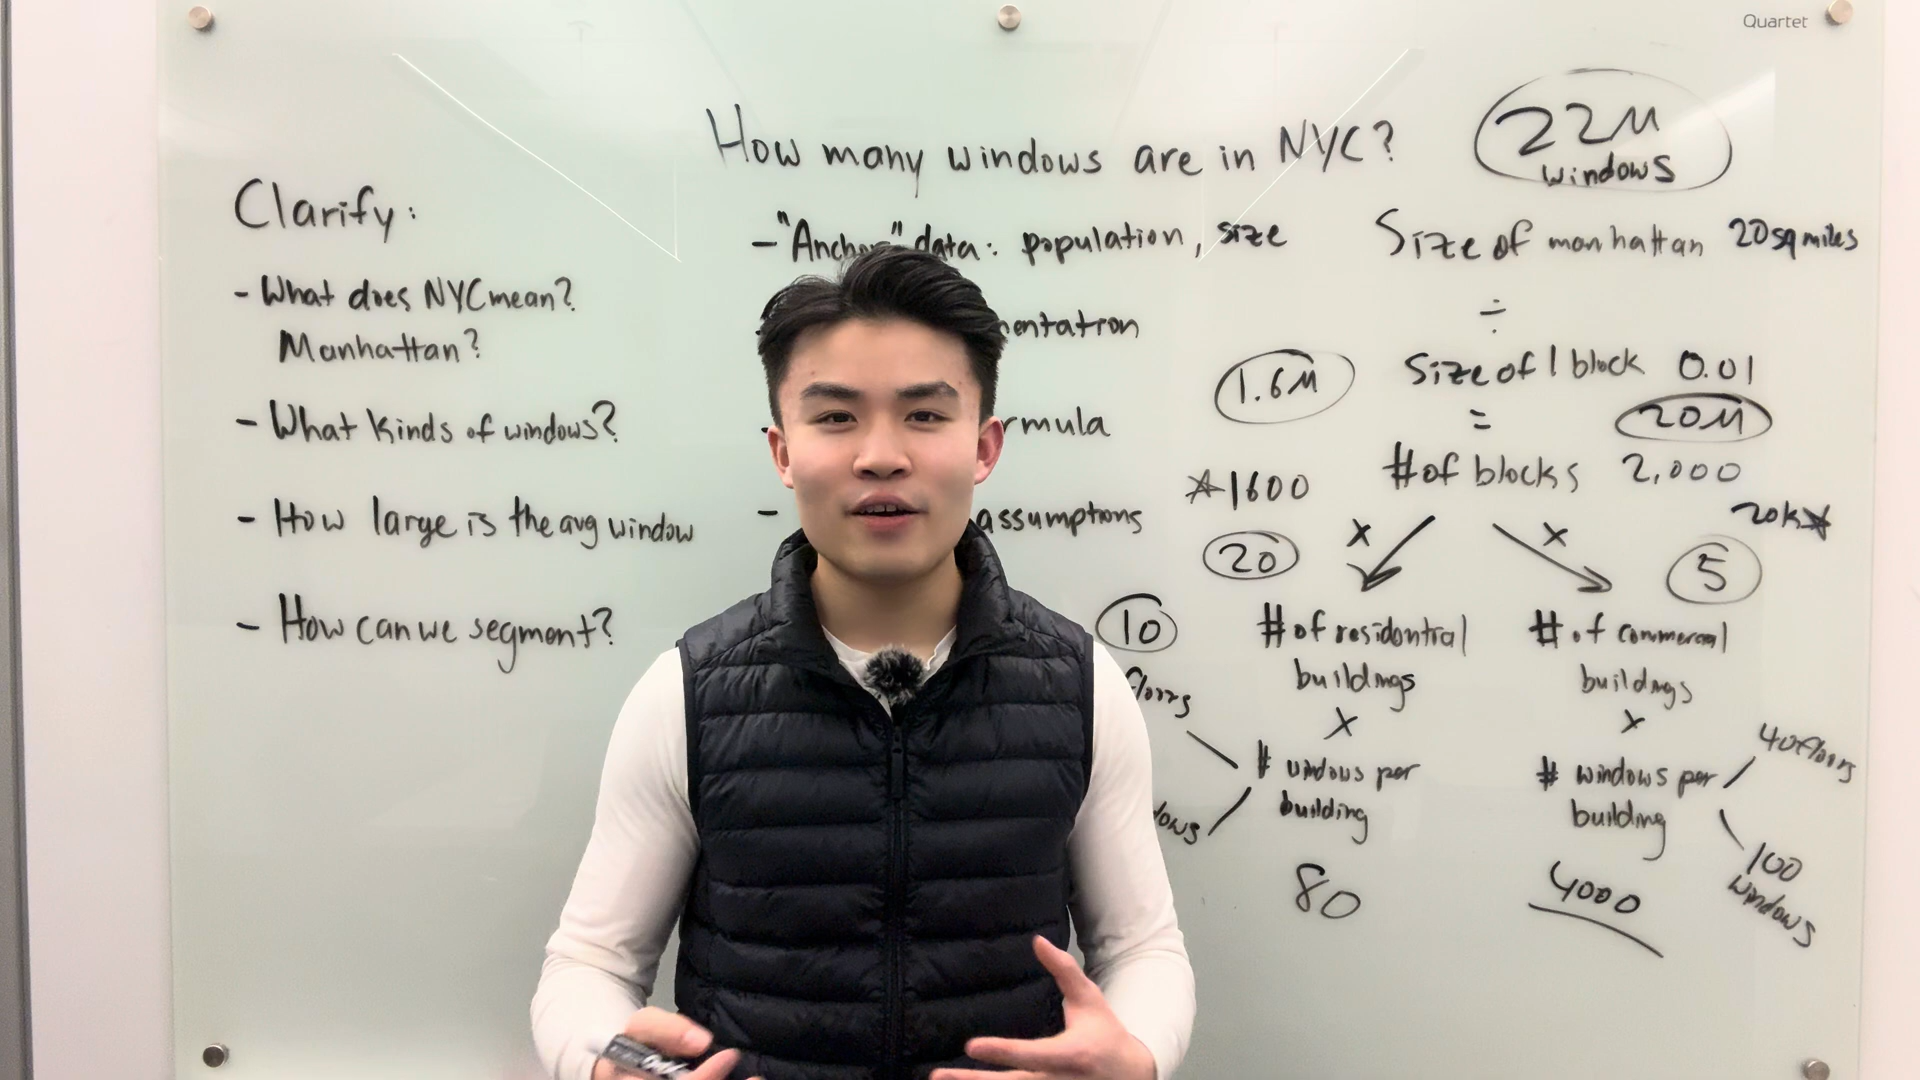 Quartet
How many windows are in NYC?
22M
windows
Clarify:
- What does NYC mean?
Manhattan?
- What kinds of windows?
- How large is the avg window
- How can we segment?
- "Anchor" data: population, size
entation
rmula
- assumptions
Size of manhattan 20 sq miles
÷
Size of 1 block 0.01
=
# of blocks 2,000
1.6M
20M
☆1600
20k☆
x
x
20
5
10
# of residential
buildings
x
# windows per
building
80
floors
dows
# of commercial
buildings
x
# windows per
building
4000
40 floors
100
windows